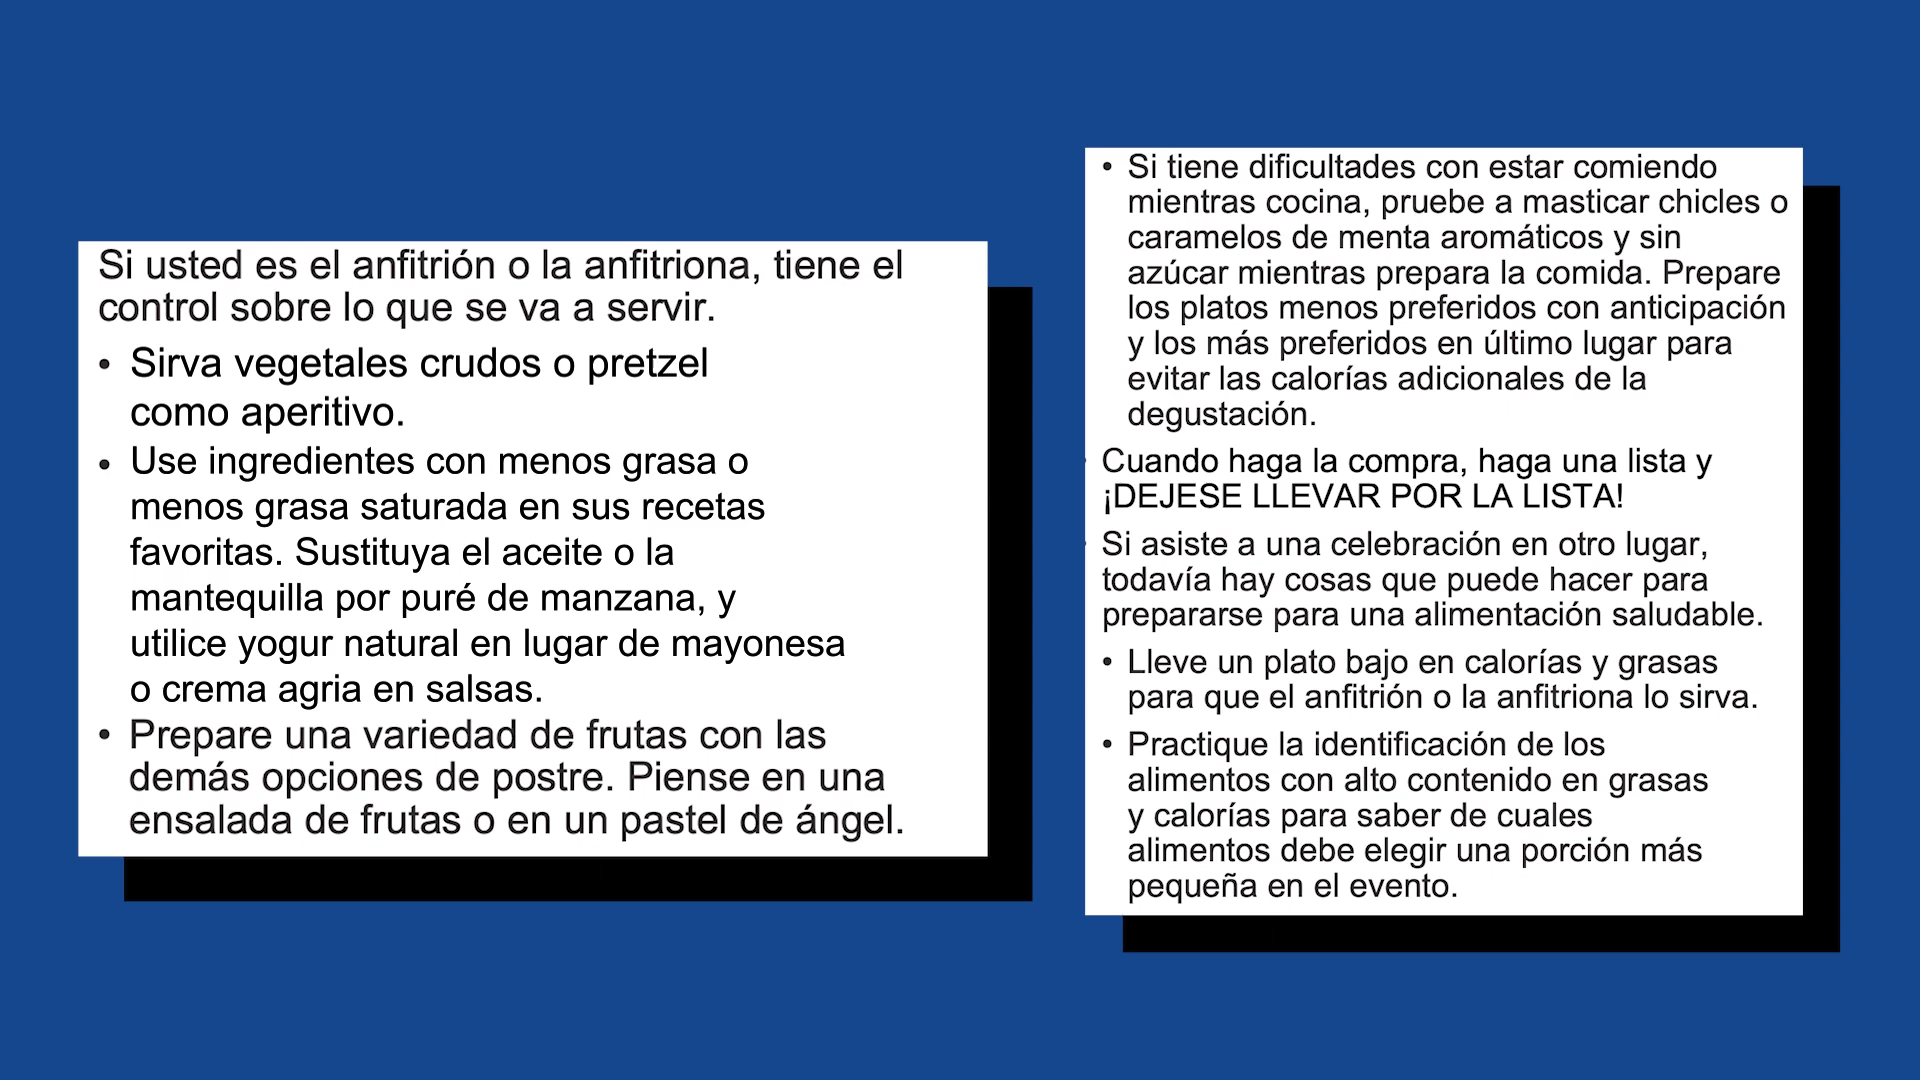 Si usted es el anfitrión o la anfitriona, tiene el
control sobre lo que se va a servir.
• Sirva vegetales crudos o pretzel
como aperitivo.
• Use ingredientes con menos grasa o
menos grasa saturada en sus recetas
favoritas. Sustituya el aceite o la
mantequilla por puré de manzana, y
utilice yogur natural en lugar de mayonesa
o crema agria en salsas.
• Prepare una variedad de frutas con las
demás opciones de postre. Piense en una
ensalada de frutas o en un pastel de ángel.
• Si tiene dificultades con estar comiendo
mientras cocina, pruebe a masticar chicles o
caramelos de menta aromáticos y sin
azúcar mientras prepara la comida. Prepare
los platos menos preferidos con anticipación
y los más preferidos en último lugar para
evitar las calorías adicionales de la
degustación.
Cuando haga la compra, haga una lista y
¡DEJESE LLEVAR POR LA LISTA!
Si asiste a una celebración en otro lugar,
todavía hay cosas que puede hacer para
prepararse para una alimentación saludable.
• Lleve un plato bajo en calorías y grasas
para que el anfitrión o la anfitriona lo sirva.
• Practique la identificación de los
alimentos con alto contenido en grasas
y calorías para saber de cuales
alimentos debe elegir una porción más
pequeña en el evento.